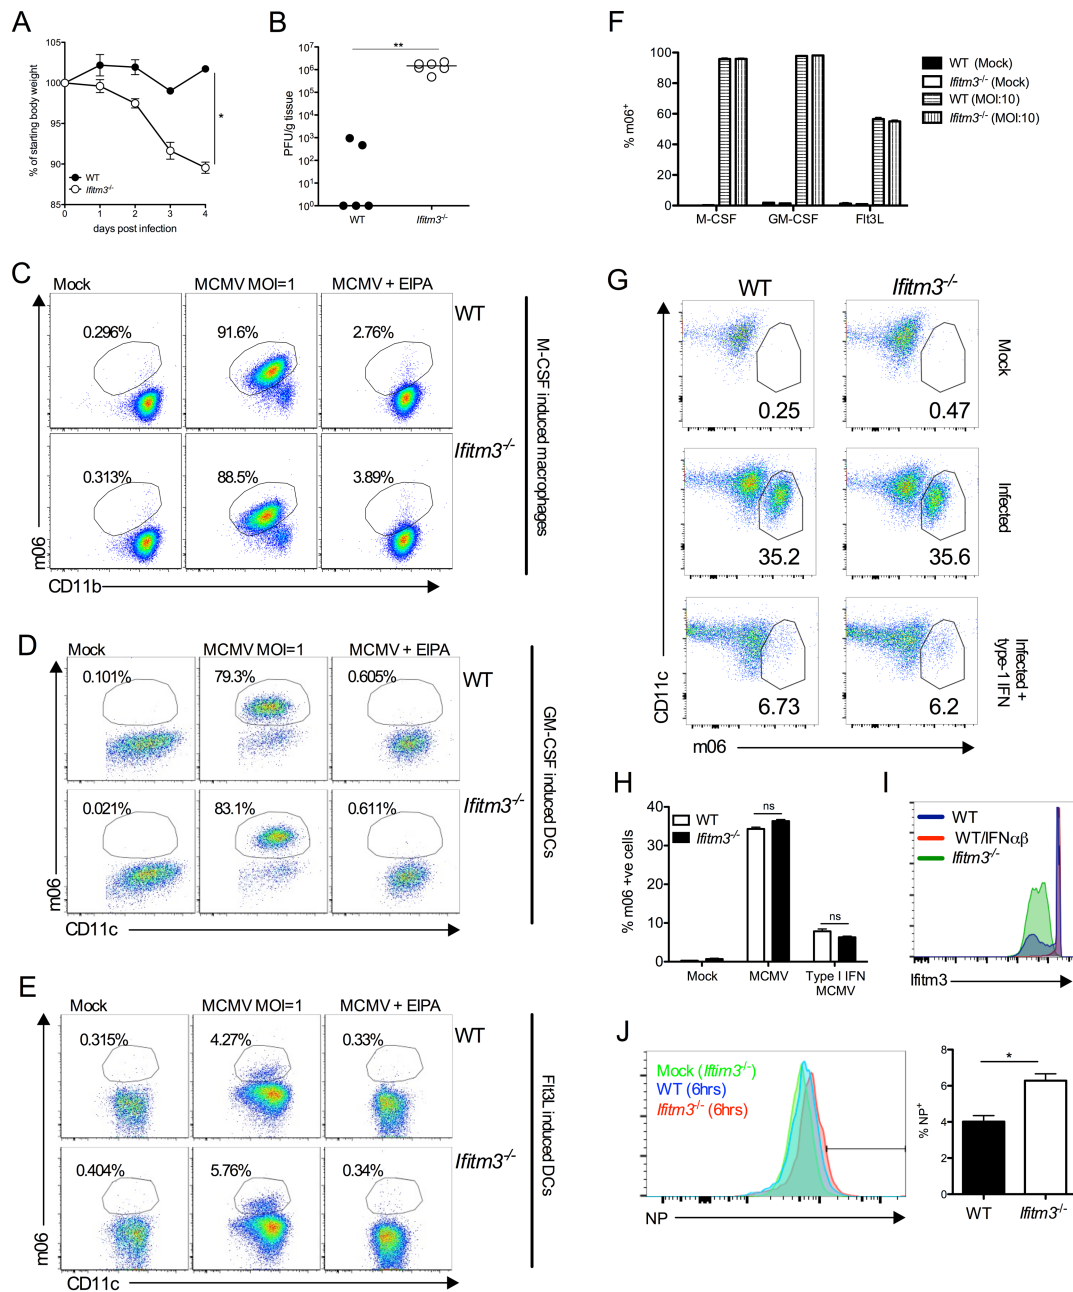 A
105
100
95
90
85
% of starting body weight
WT
Ifitm3-/-
*
0 1 2 3 4
days post infection
B
**
10^7
10^6
10^5
10^4
10^3
10^2
10^1
10^0
PFU/g tissue
WT Ifitm3-/-
C
Mock MCMV MOI=1 MCMV + EIPA
WT
0.296% 91.6% 2.76%
Ifitm3-/-
0.313% 88.5% 3.89%
m06
CD11b
M-CSF induced macrophages
D
Mock MCMV MOI=1 MCMV + EIPA
WT
0.101% 79.3% 0.605%
Ifitm3-/-
0.021% 83.1% 0.611%
m06
CD11c
GM-CSF induced DCs
E
Mock MCMV MOI=1 MCMV + EIPA
WT
0.315% 4.27% 0.33%
Ifitm3-/-
0.404% 5.76% 0.34%
m06
CD11c
Flt3L induced DCs
F
100
80
60
40
20
0
% m06+
M-CSF GM-CSF Flt3L
WT (Mock)
Ifitm3-/- (Mock)
WT (MOI:10)
Ifitm3-/- (MOI:10)
G
WT Ifitm3-/-
Mock
0.25 0.47
Infected
35.2 35.6
Infected +
type-1 IFN
6.73 6.2
CD11c
m06
H
40
30
20
10
0
% m06 +ve cells
WT
Ifitm3-/-
ns
ns
Mock MCMV Type I IFN
MCMV
I
WT
WT/IFNαβ
Ifitm3-/-
Ifitm3
J
Mock (Iftim3-/-)
WT (6hrs)
Ifitm3-/- (6hrs)
NP
8
6
4
2
0
% NP+
*
WT Ifitm3-/-